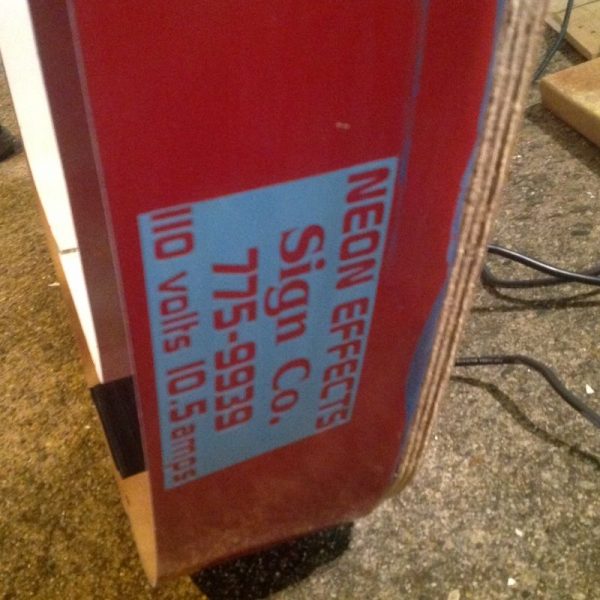 NEON EFFECTS
Sign Co.
775-9939
110 volts 10.5 amps